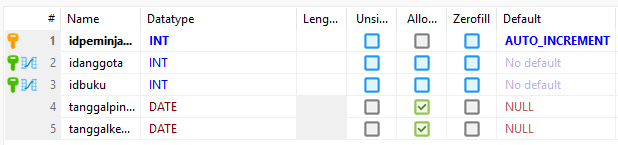 # Name Datatype Leng... Unsi... Allo... Zerofill Default
1 idpeminja... INT AUTO_INCREMENT
2 idanggota INT No default
3 idbuku INT No default
4 tanggalpin... DATE NULL
5 tanggalke... DATE NULL